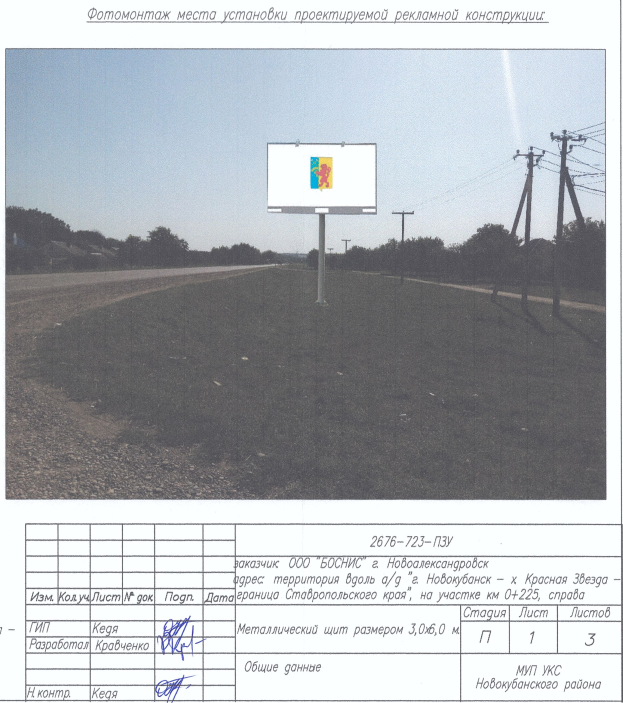 Фотомонтаж места установки проектируемой рекламной конструкции:
2676-723-ПЗУ
заказчик: ООО "БОСНИС" г. Новоалександровск
адрес: территория вдоль а/д "г. Новокубанск - х Красная Звезда -
граница Ставропольского края", на участке км 0+225, справа
Изм. Кол.уч Лист № док Подп. Дата
Стадия Лист Листов
ГИП Кедя
Разработал Кравченко
Металлический щит размером 3,0х6,0 м.
П 1 3
Общие данные
МУП УКС
Новокубанского района
Н.контр. Кедя